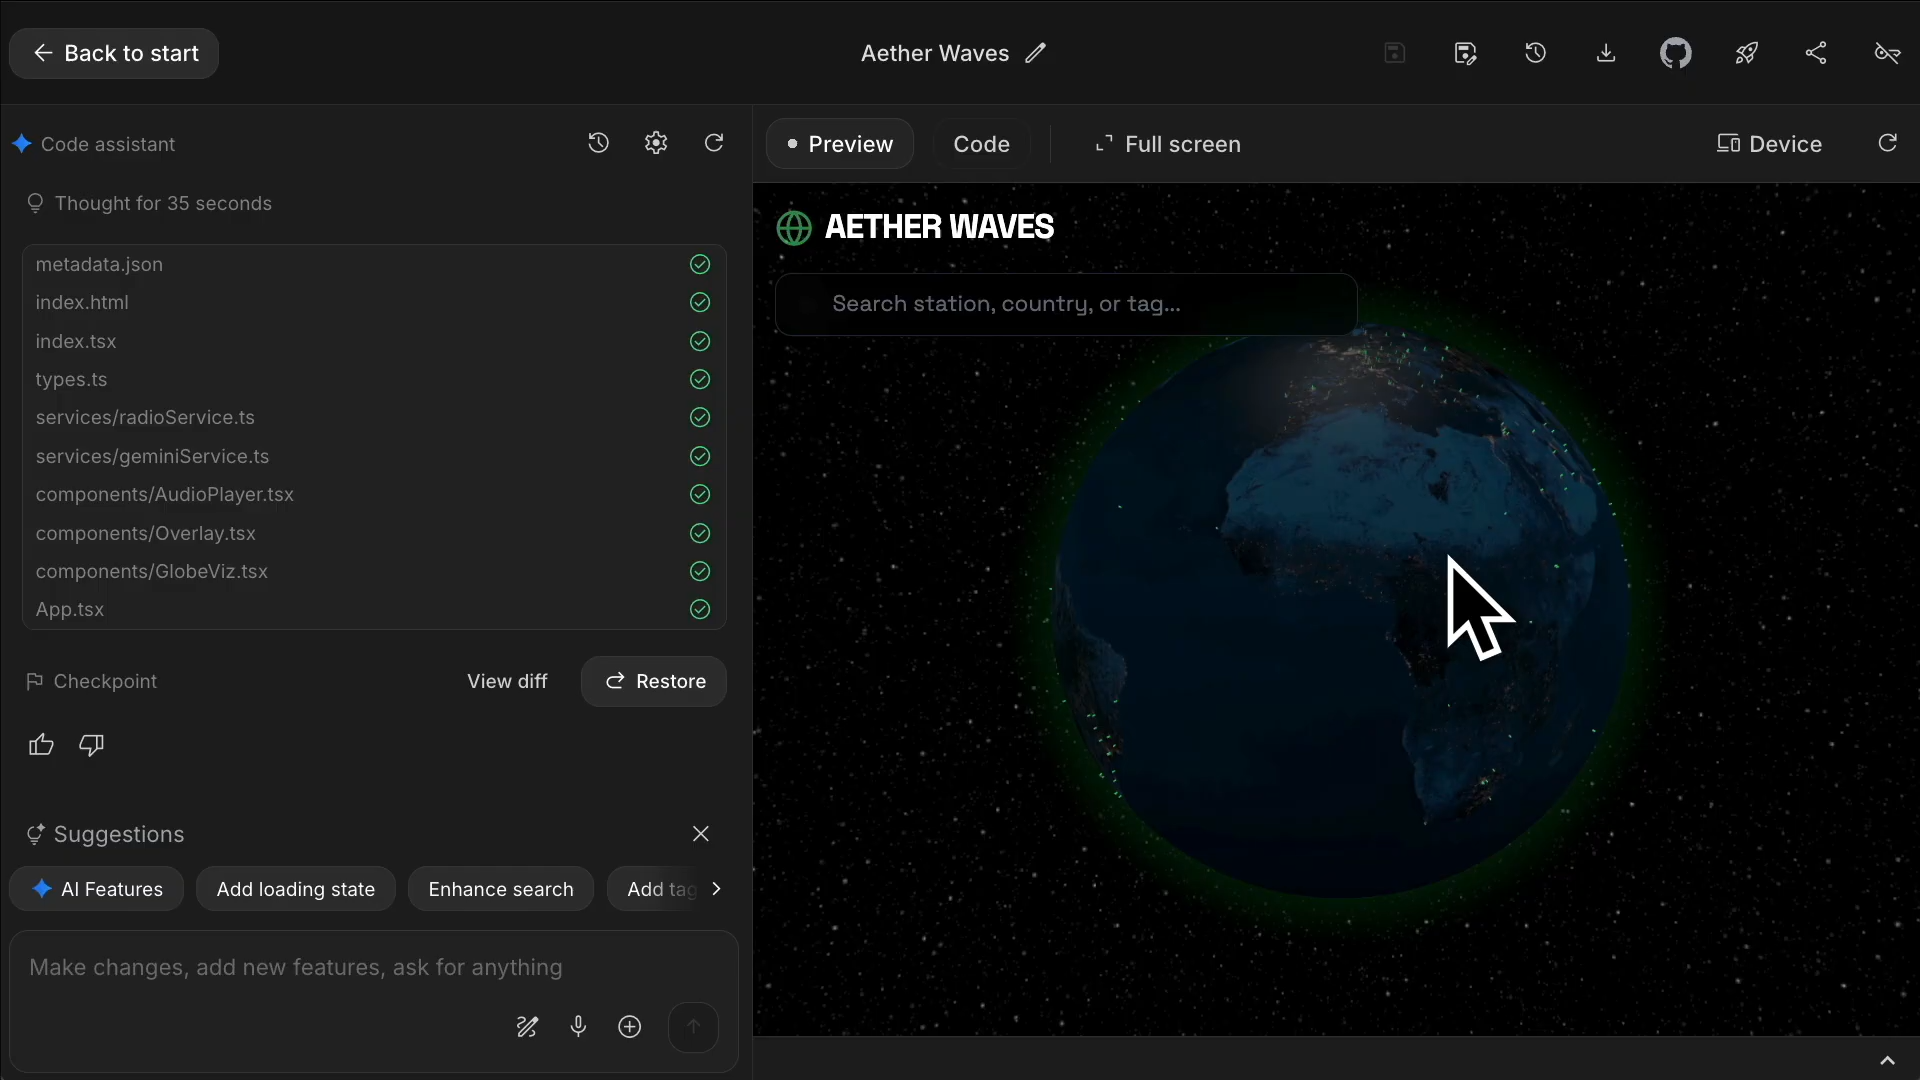 Back to start
Aether Waves
Code assistant
Preview
Code
Full screen
Device
Thought for 35 seconds
metadata.json
index.html
index.tsx
types.ts
services/radioService.ts
services/geminiService.ts
components/AudioPlayer.tsx
components/Overlay.tsx
components/GlobeViz.tsx
App.tsx
Checkpoint
View diff
Restore
Suggestions
AI Features
Add loading state
Enhance search
Add tag
Make changes, add new features, ask for anything
AETHER WAVES
Search station, country, or tag...